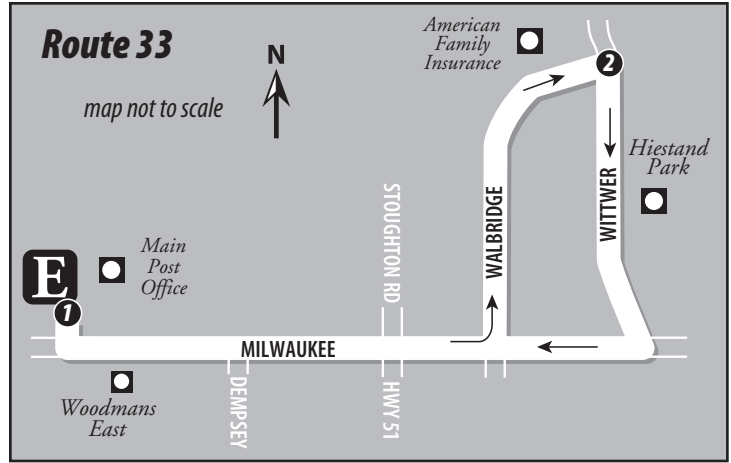 Route 33
N
map not to scale
American
Family
Insurance
2
Hiestand
Park
WITTWER
WALBRIDGE
STOUGHTON RD
HWY 51
E
1
Main
Post
Office
MILWAUKEE
DEMPSEY
Woodmans
East